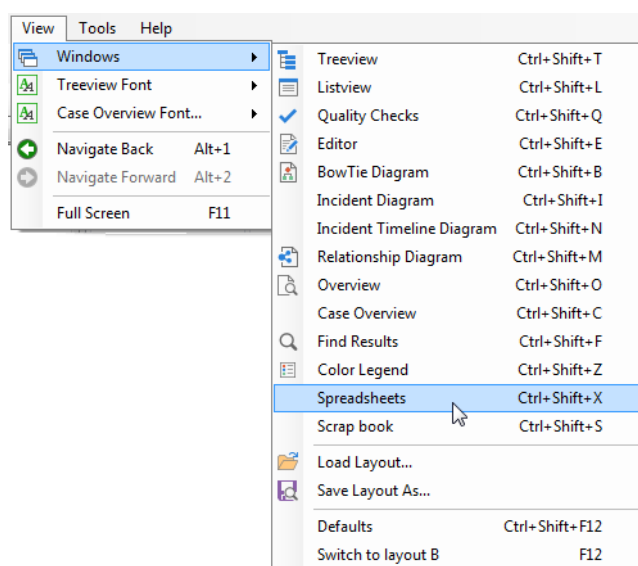 View Tools Help
Windows
Treeview Font
Case Overview Font...
Navigate Back Alt+1
Navigate Forward Alt+2
Full Screen F11
Treeview Ctrl+Shift+T
Listview Ctrl+Shift+L
Quality Checks Ctrl+Shift+Q
Editor Ctrl+Shift+E
BowTie Diagram Ctrl+Shift+B
Incident Diagram Ctrl+Shift+I
Incident Timeline Diagram Ctrl+Shift+N
Relationship Diagram Ctrl+Shift+M
Overview Ctrl+Shift+O
Case Overview Ctrl+Shift+C
Find Results Ctrl+Shift+F
Color Legend Ctrl+Shift+Z
Spreadsheets Ctrl+Shift+X
Scrap book Ctrl+Shift+S
Load Layout...
Save Layout As...
Defaults Ctrl+Shift+F12
Switch to layout B F12